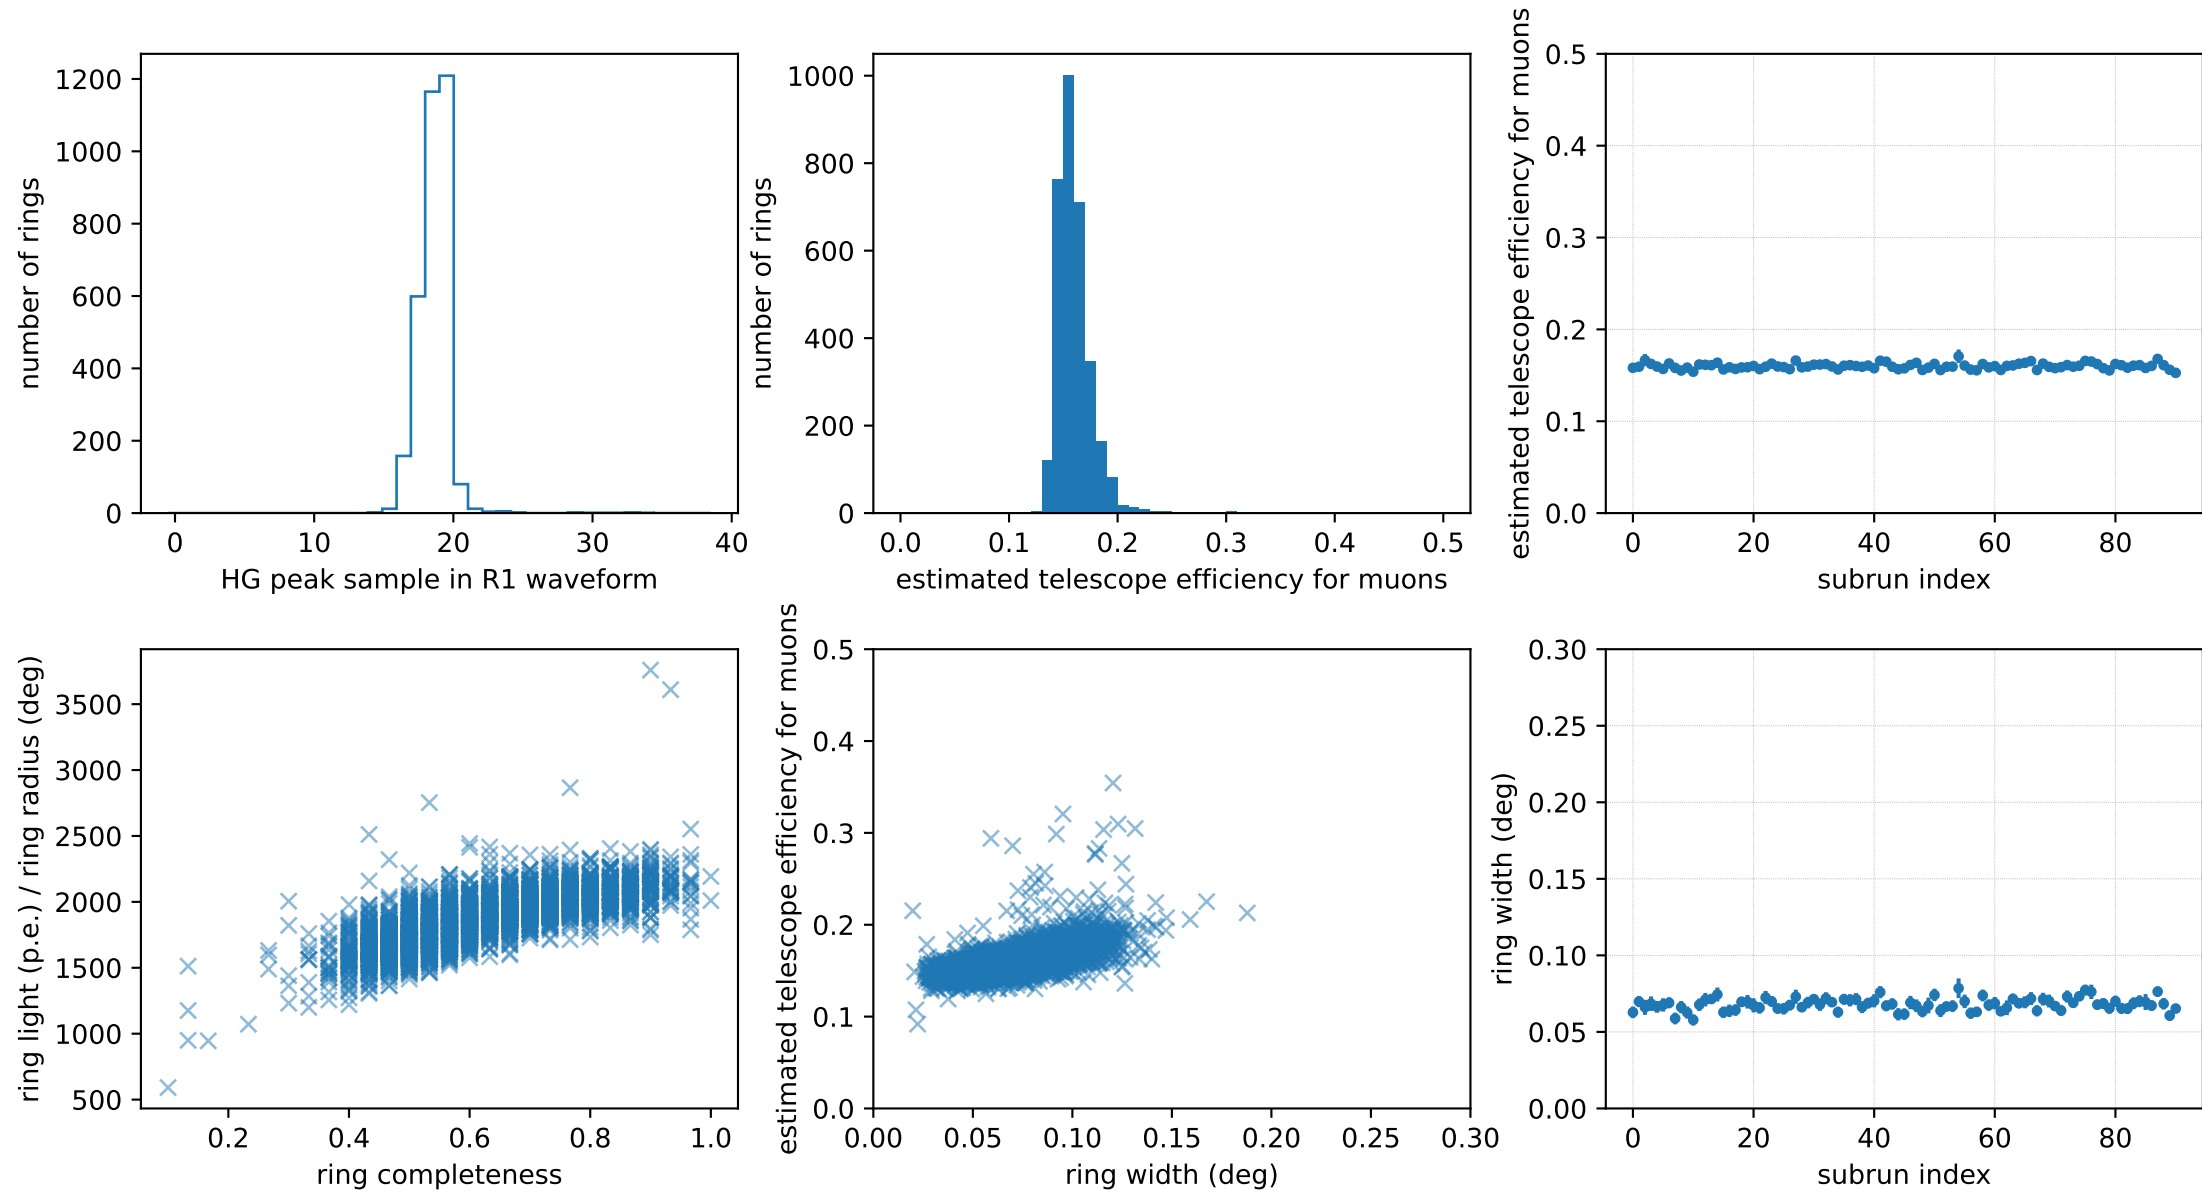 1200
1000
800
600
400
200
0
number of rings
0 10 20 30 40
HG peak sample in R1 waveform
1000
800
600
400
200
0
number of rings
0.0 0.1 0.2 0.3 0.4 0.5
estimated telescope efficiency for muons
0.5
0.4
0.3
0.2
0.1
0.0
estimated telescope efficiency for muons
0 20 40 60 80
subrun index
3500
3000
2500
2000
1500
1000
500
ring light (p.e.) / ring radius (deg)
0.2 0.4 0.6 0.8 1.0
ring completeness
0.5
0.4
0.3
0.2
0.1
0.0
estimated telescope efficiency for muons
0.00 0.05 0.10 0.15 0.20 0.25 0.30
ring width (deg)
0.30
0.25
0.20
0.15
0.10
0.05
0.00
ring width (deg)
0 20 40 60 80
subrun index